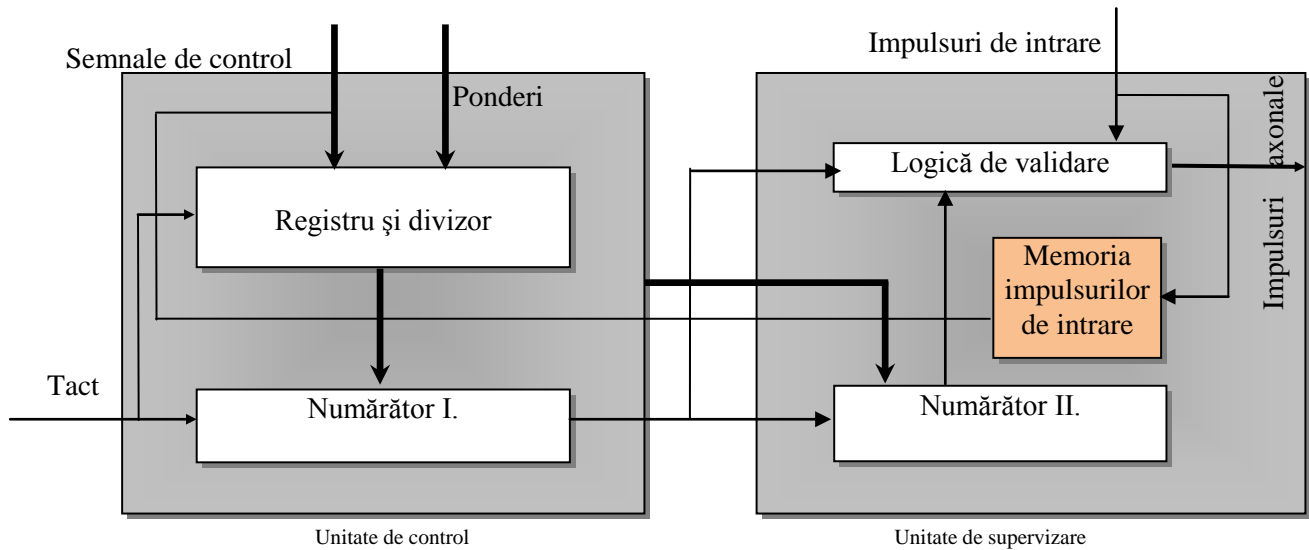 Semnale de control
Ponderi
Registru şi divizor
Tact
Numărător I.
Unitate de control
Impulsuri de intrare
Logică de validare
Impulsuri axonale
Memoria
impulsurilor
de intrare
Numărător II.
Unitate de supervizare